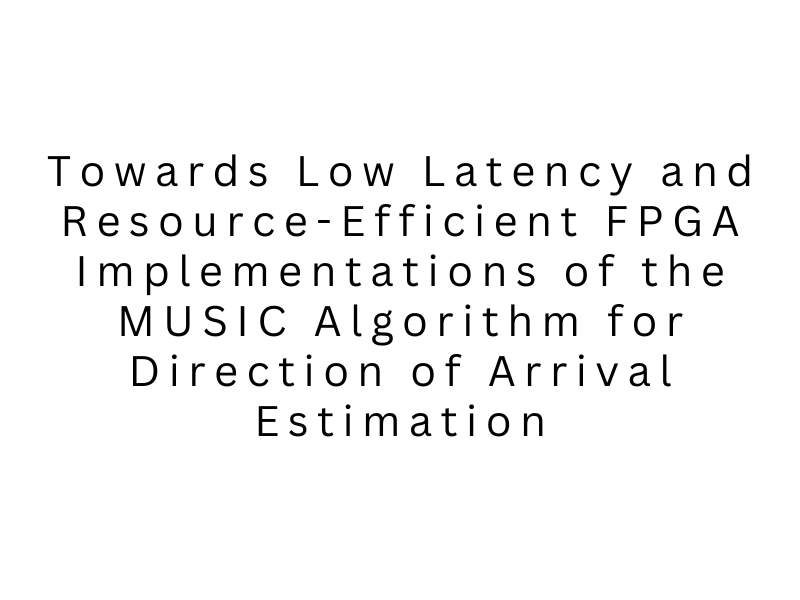 Towards Low Latency and
Resource-Efficient FPGA
Implementations of the
MUSIC Algorithm for
Direction of Arrival
Estimation